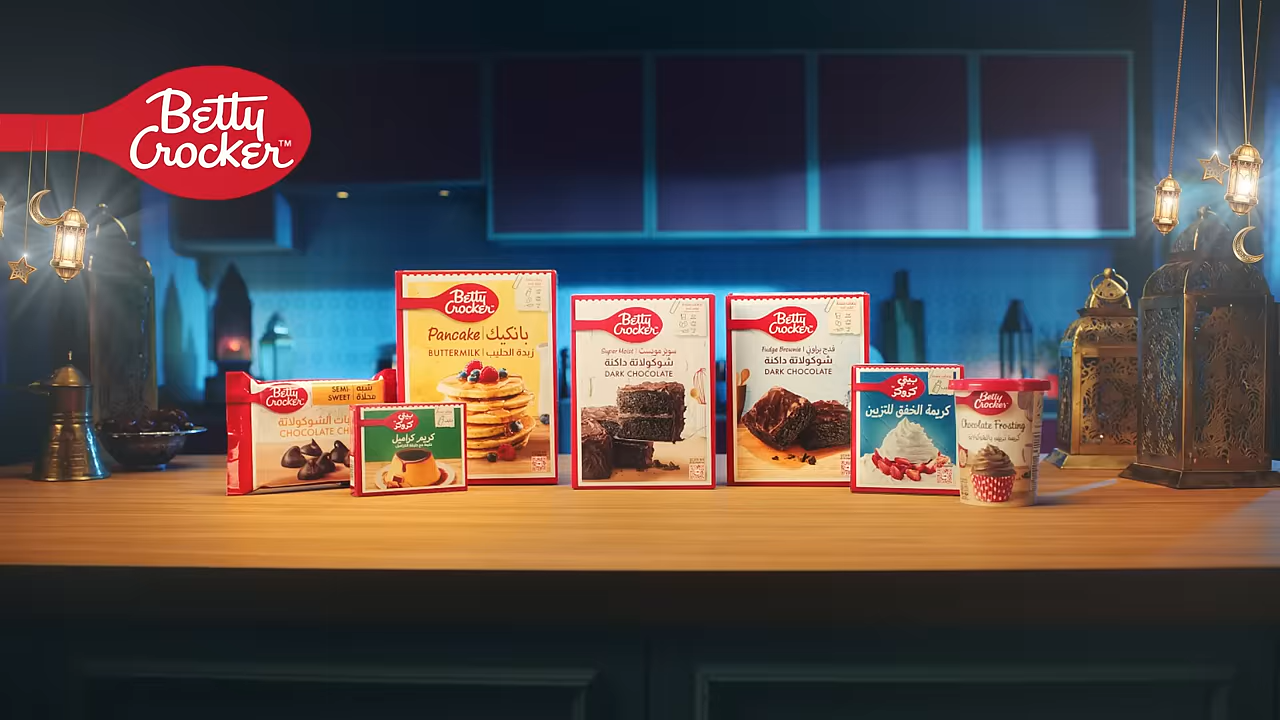 Betty
Crocker™
Betty
Crocker
SEMI
SWEET
شبه
محلاة
CHOCOLATE
بيتي
كروكر
كريم كراميل
Betty
Crocker
Pancake | بانكيك
BUTTERMILK | زبدة الحليب
Betty
Crocker
Super Moist | سوبر مويست
شوكولاتة داكنة
DARK CHOCOLATE
Betty
Crocker
Fudge Brownie | فدج براوني
شوكولاتة داكنة
DARK CHOCOLATE
بيتي
كروكر
كريمة الخفق للتزيين
Betty
Crocker
Chocolate Frosting